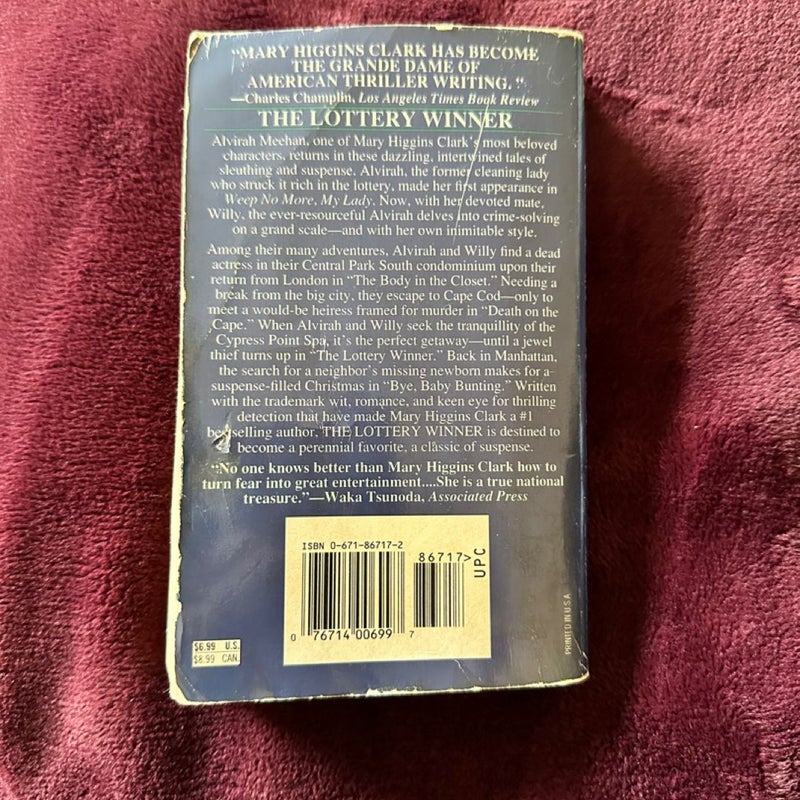 "MARY HIGGINS CLARK HAS BECOME
THE GRANDE DAME OF
AMERICAN THRILLER WRITING."
—Charles Champlin, Los Angeles Times Book Review
THE LOTTERY WINNER
Alvirah Meehan, one of Mary Higgins Clark's most beloved
characters, returns in these dazzling, intertwined tales of
sleuthing and suspense. Alvirah, the former cleaning lady
who struck it rich in the lottery, made her first appearance in
Weep No More, My Lady. Now, with her devoted mate,
Willy, the ever-resourceful Alvirah delves into crime-solving
on a grand scale—and with her own inimitable style.
Among their many adventures, Alvirah and Willy find a dead
actress in their Central Park South condominium upon their
return from London in "The Body in the Closet." Needing a
break from the big city, they escape to Cape Cod—only to
meet a would-be heiress framed for murder in "Death on the
Cape." When Alvirah and Willy seek the tranquillity of the
Cypress Point Spa, it's the perfect getaway—until a jewel
thief turns up in "The Lottery Winner." Back in Manhattan,
the search for a neighbor's missing newborn makes for a
suspense-filled Christmas in "Bye, Baby Bunting." Written
with the trademark wit, romance, and keen eye for thrilling
detection that have made Mary Higgins Clark a #1
bestselling author, THE LOTTERY WINNER is destined to
become a perennial favorite, a classic of suspense.
"No one knows better than Mary Higgins Clark how to
turn fear into great entertainment....She is a true national
treasure."—Waka Tsunoda, Associated Press
ISBN 0-671-86717-2
86717>
UPC
0 76714 00699 7
$6.99 U.S.
$8.99 CAN.
PRINTED IN U.S.A.